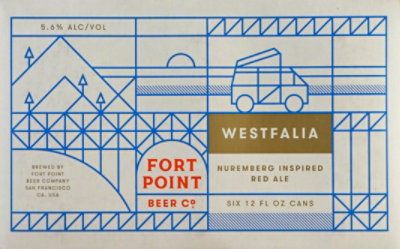 5.6% ALC/VOL
WESTFALIA
NUREMBERG INSPIRED
RED ALE
SIX 12 FL OZ CANS
FORT
POINT
BEER CO
BREWED BY
FORT POINT
BEER COMPANY
SAN FRANCISCO
CA, USA